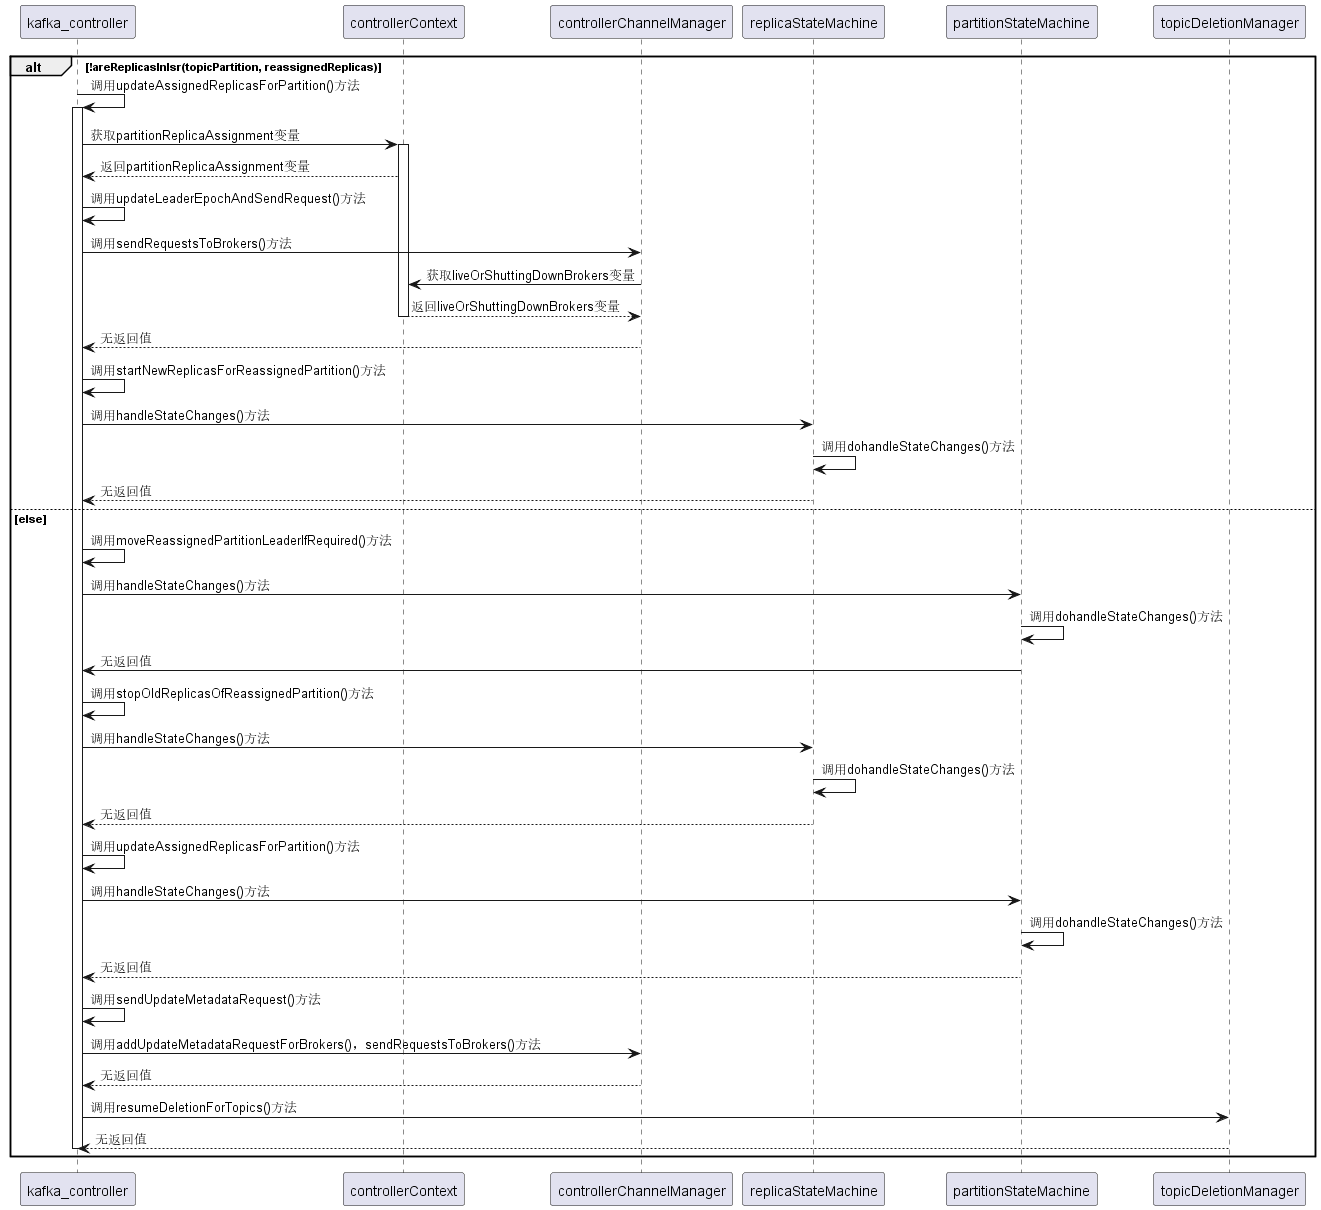 kafka_controller
controllerContext
controllerChannelManager
replicaStateMachine
partitionStateMachine
topicDeletionManager
alt
[!areReplicasInIsr(topicPartition, reassignedReplicas)]
调用updateAssignedReplicasForPartition()方法
获取partitionReplicaAssignment变量
返回partitionReplicaAssignment变量
调用updateLeaderEpochAndSendRequest()方法
调用sendRequestsToBrokers()方法
获取liveOrShuttingDownBrokers变量
返回liveOrShuttingDownBrokers变量
无返回值
调用startNewReplicasForReassignedPartition()方法
调用handleStateChanges()方法
调用dohandleStateChanges()方法
无返回值
[else]
调用moveReassignedPartitionLeaderIfRequired()方法
调用handleStateChanges()方法
调用dohandleStateChanges()方法
无返回值
调用stopOldReplicasOfReassignedPartition()方法
调用handleStateChanges()方法
调用dohandleStateChanges()方法
无返回值
调用updateAssignedReplicasForPartition()方法
调用handleStateChanges()方法
调用dohandleStateChanges()方法
无返回值
调用sendUpdateMetadataRequest()方法
调用addUpdateMetadataRequestForBrokers()，sendRequestsToBrokers()方法
无返回值
调用resumeDeletionForTopics()方法
无返回值
kafka_controller
controllerContext
controllerChannelManager
replicaStateMachine
partitionStateMachine
topicDeletionManager